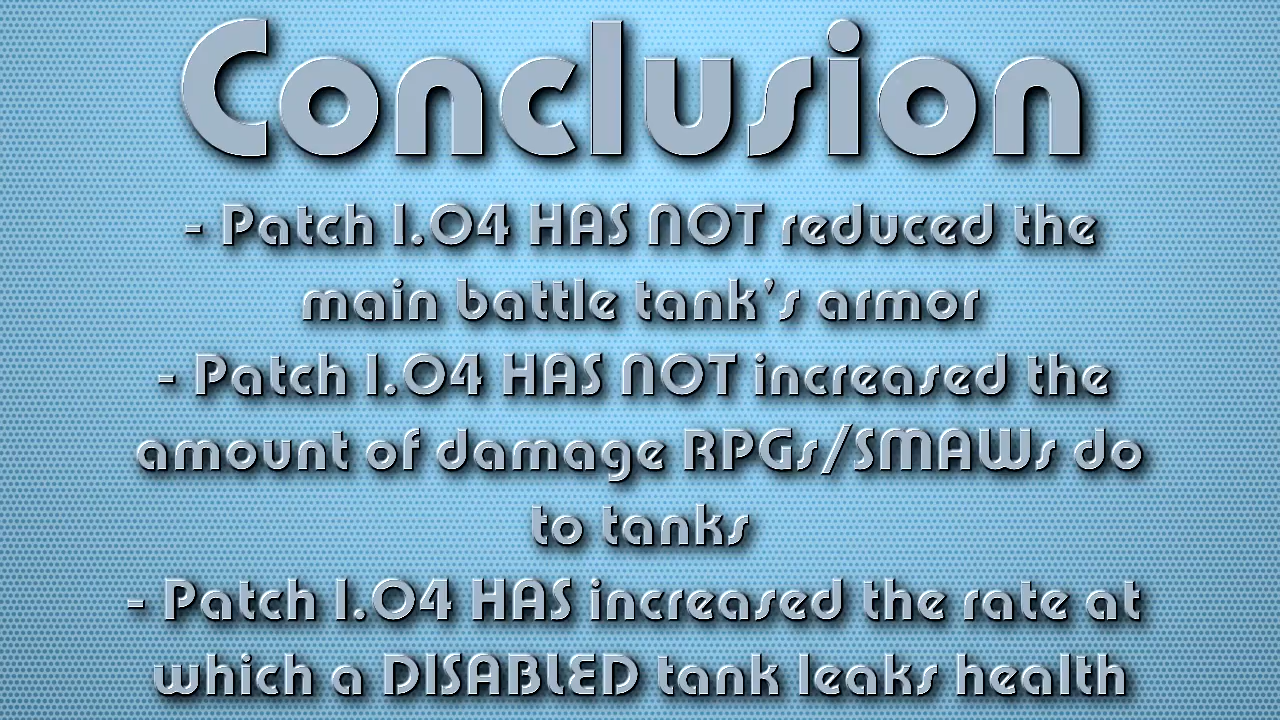 Conclusion
- Patch 1.04 HAS NOT reduced the
main battle tank's armor
- Patch 1.04 HAS NOT increased the
amount of damage RPGs/SMAWs do
to tanks
- Patch 1.04 HAS increased the rate at
which a DISABLED tank leaks health